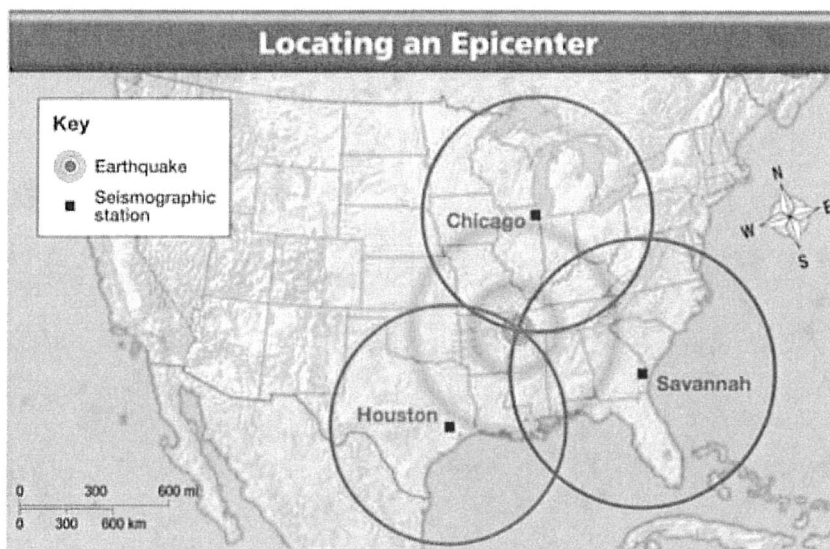 Locating an Epicenter
Key
Earthquake
Seismographic
station
Chicago
N
E
W
S
Savannah
Houston
0 300 600 mi
0 300 600 km